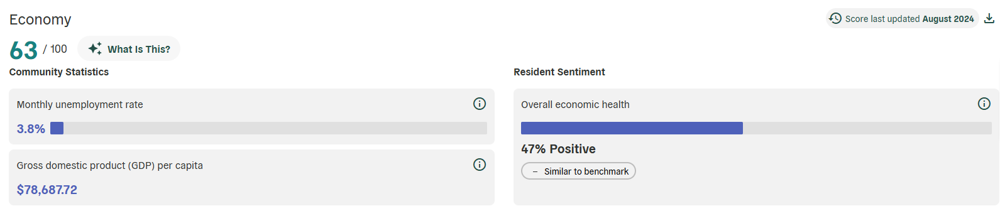 Economy
Score last updated August 2024
63 / 100
What Is This?
Community Statistics
Monthly unemployment rate
3.8%
Gross domestic product (GDP) per capita
$78,687.72
Resident Sentiment
Overall economic health
47% Positive
– Similar to benchmark